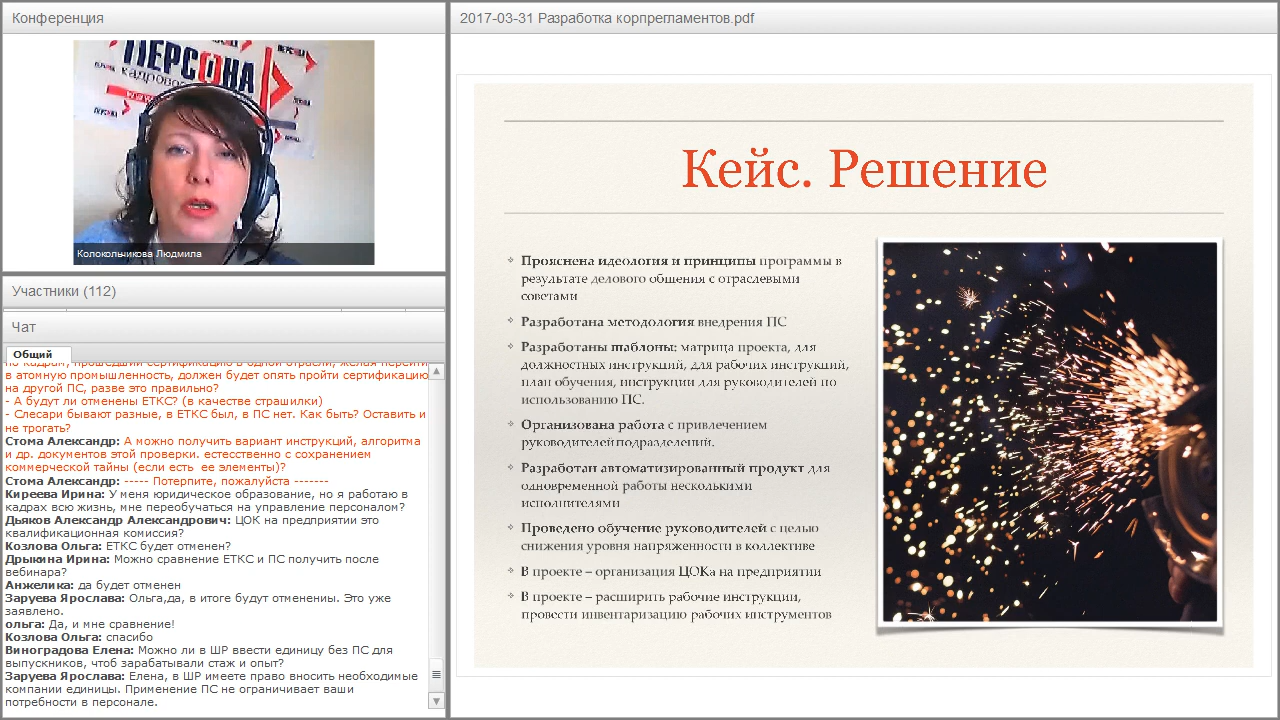 Конференция
ПЕРСОНА
Колокольчикова Людмила
Участники (112)
Чат
Общий
в атомную промышленность, должен будет опять пройти сертификацию
на другой ПС, разве это правильно?
- А будут ли отменены ЕТКС? (в качестве страшилки)
- Слесари бывают разные, в ЕТКС был, в ПС нет. Как быть? Оставить и
не трогать?
Стома Александр: А можно получить вариант инструкций, алгоритма
и др. документов этой проверки. естесственно с сохранением
коммерческой тайны (если есть ее элементы)?
Стома Александр: ----- Потерпите, пожалуйста -------
Киреева Ирина: У меня юридическое образование, но я работаю в
кадрах всю жизнь, мне переобучаться на управление персоналом?
Дьяков Александр Александрович: ЦОК на предприятии это
квалификационная комиссия?
Козлова Ольга: ЕТКС будет отменен?
Дрыкина Ирина: Можно сравнение ЕТКС и ПС получить после
вебинара?
Анжелика: да будет отменен
Заруева Ярослава: Ольга,да, в итоге будут отменениы. Это уже
заявлено.
ольга: Да, и мне сравнение!
Козлова Ольга: спасибо
Виноградова Елена: Можно ли в ШР ввести единицу без ПС для
выпускников, чтоб зарабатывали стаж и опыт?
Заруева Ярослава: Елена, в ШР имеете право вносить необходимые
компании единицы. Применение ПС не ограничивает ваши
потребности в персонале.
2017-03-31 Разработка корпрегламентов.pdf
Кейс. Решение
Прояснена идеология и принципы программы в
результате делового общения с отраслевыми
советами
Разработана методология внедрения ПС
Разработаны шаблоны: матрица проекта, для
должностных инструкций, для рабочих инструкций,
план обучения, инструкции для руководителей по
использованию ПС.
Организована работа с привлечением
руководителей подразделений.
Разработан автоматизированный продукт для
одновременной работы несколькими
исполнителями
Проведено обучение руководителей с целью
снижения уровня напряженности в коллективе
В проекте – организация ЦОКа на предприятии
В проекте – расширить рабочие инструкции,
провести инвентаризацию рабочих инструментов